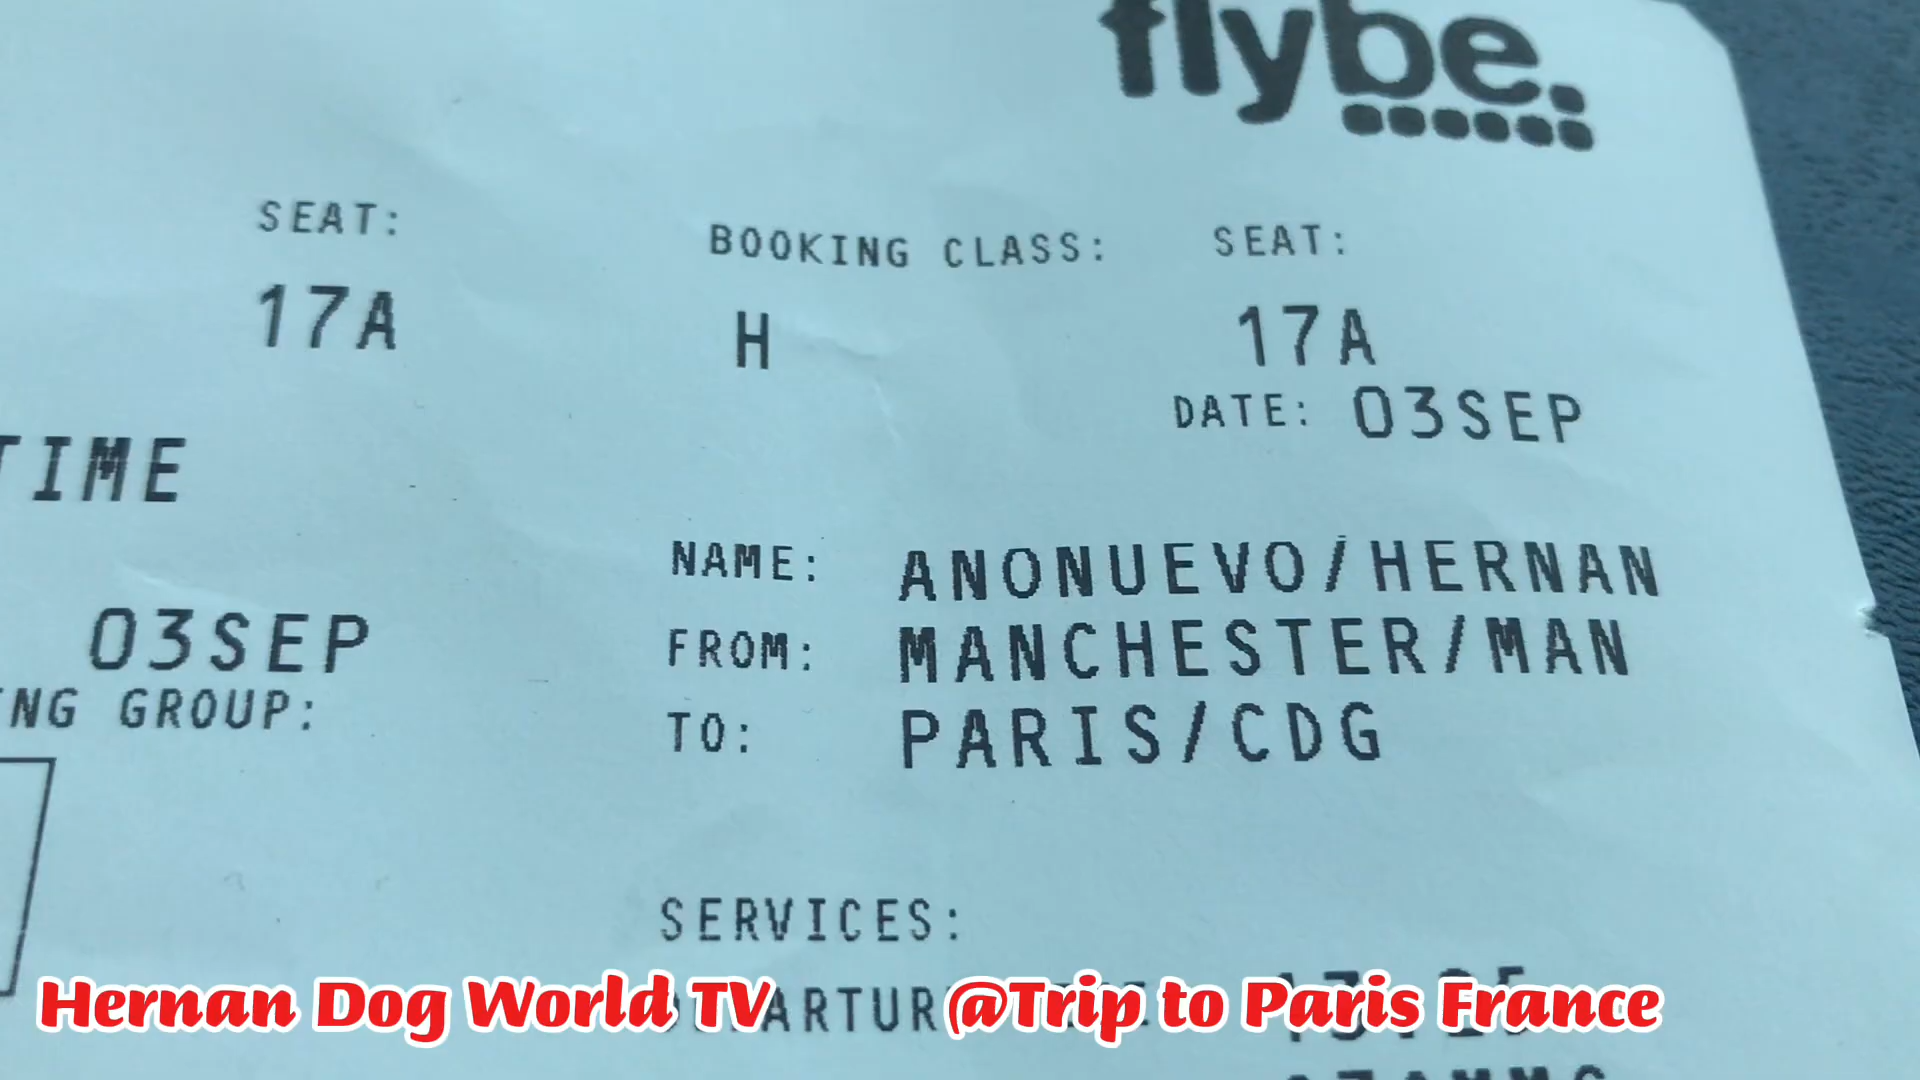 flybe.
SEAT: BOOKING CLASS: SEAT:
17A H 17A
DATE: 03SEP
TIME
NAME: ANONUEVO/HERNAN
03SEP FROM: MANCHESTER/MAN
NG GROUP: TO: PARIS/CDG
SERVICES:
Hernan Dog World TV @Trip to Paris France